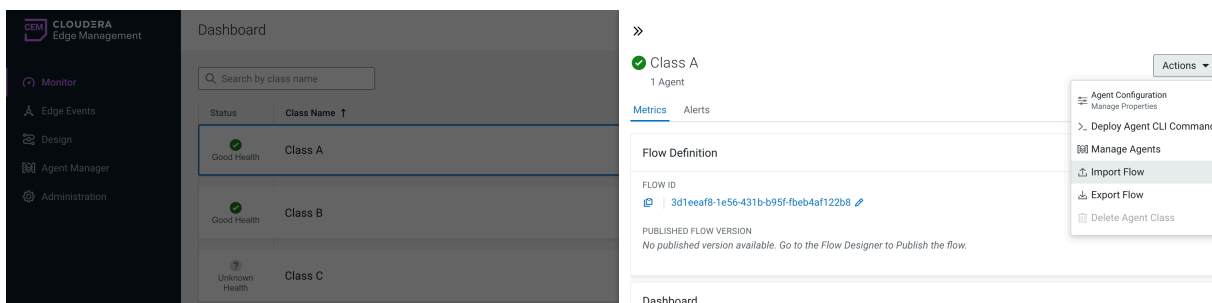 CEM CLOUDERA
Edge Management
Monitor
Edge Events
Design
Agent Manager
Administration
Dashboard
Search by class name
Status Class Name ↑
Good Health Class A
Good Health Class B
?
Unknown
Health
Class C
Class A
1 Agent
Actions
Metrics Alerts
Agent Configuration
Manage Properties
Deploy Agent CLI Command
Manage Agents
Import Flow
Export Flow
Delete Agent Class
Flow Definition
FLOW ID
3d1eeaf8-1e56-431b-b95f-fbeb4af122b8
PUBLISHED FLOW VERSION
No published version available. Go to the Flow Designer to Publish the flow.
Dashboard